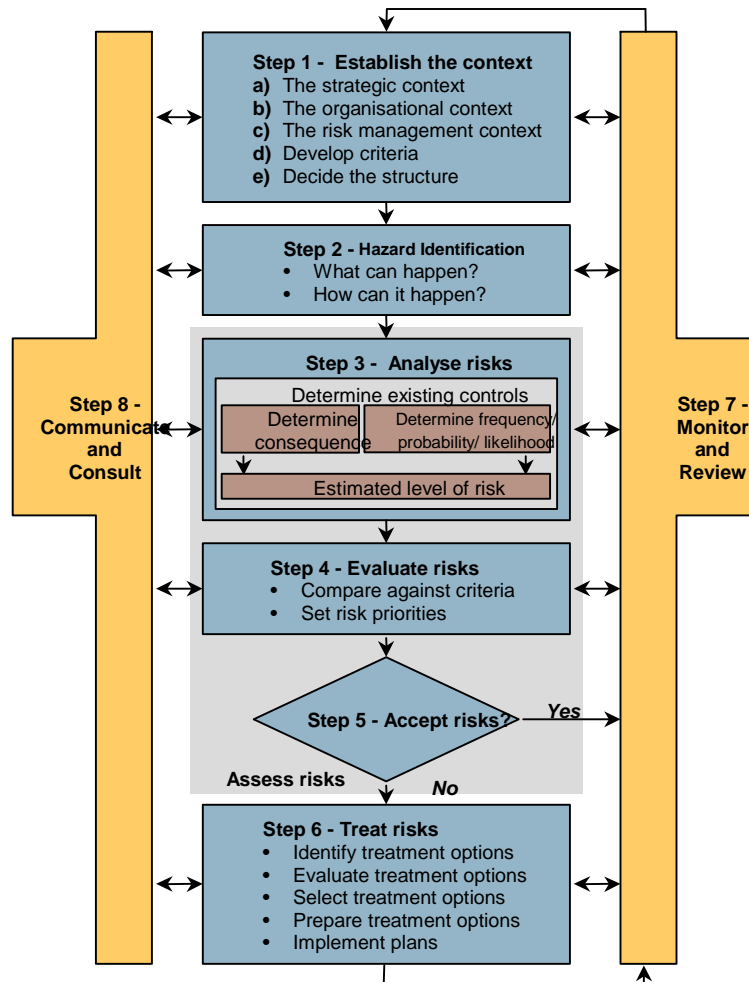 Step 1 - Establish the context
a) The strategic context
b) The organisational context
c) The risk management context
d) Develop criteria
e) Decide the structure
Step 2 - Hazard Identification
• What can happen?
• How can it happen?
Step 3 - Analyse risks
Determine existing controls
Determine
consequence
Determine frequency/
probability/ likelihood
Estimated level of risk
Step 8 -
Communicate
and
Consult
Step 7 -
Monitor
and
Review
Step 4 - Evaluate risks
• Compare against criteria
• Set risk priorities
Step 5 - Accept risks?
Yes
Assess risks
No
Step 6 - Treat risks
• Identify treatment options
• Evaluate treatment options
• Select treatment options
• Prepare treatment options
• Implement plans